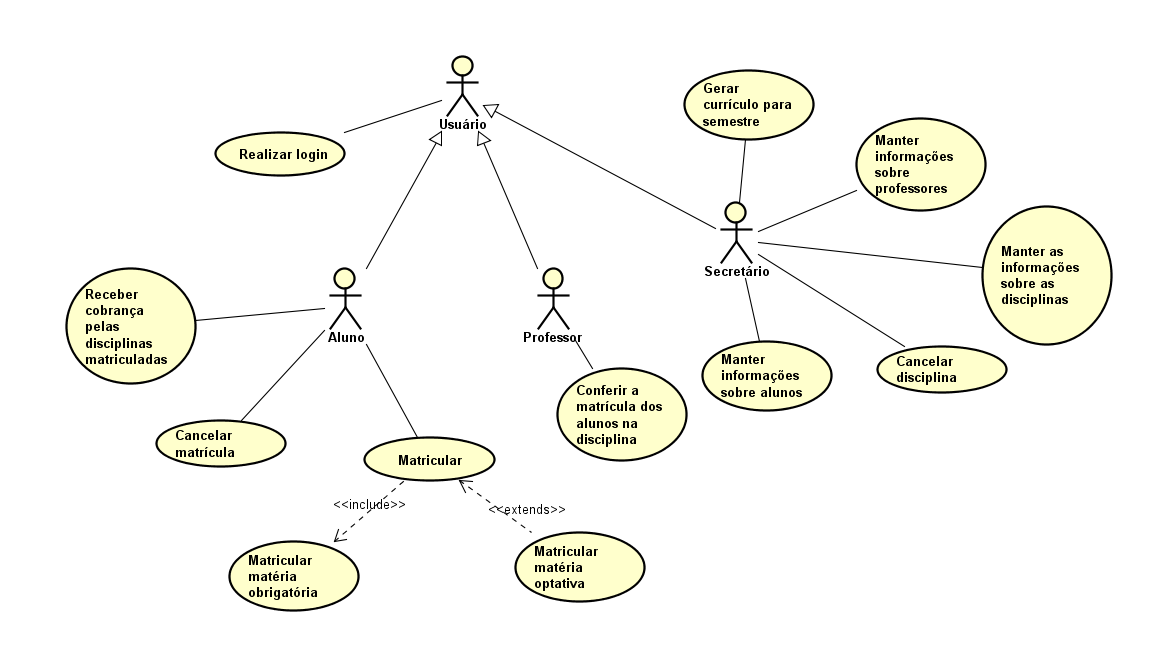 Usuário
Realizar login
Gerar
currículo para
semestre
Manter
informações
sobre
professores
Secretário
Manter as
informações
sobre as
disciplinas
Receber
cobrança
pelas
disciplinas
matriculadas
Aluno
Professor
Manter
informações
sobre alunos
Cancelar
disciplina
Conferir a
matrícula dos
alunos na
disciplina
Cancelar
matrícula
Matricular
<<include>>
<<extends>>
Matricular
matéria
obrigatória
Matricular
matéria
optativa